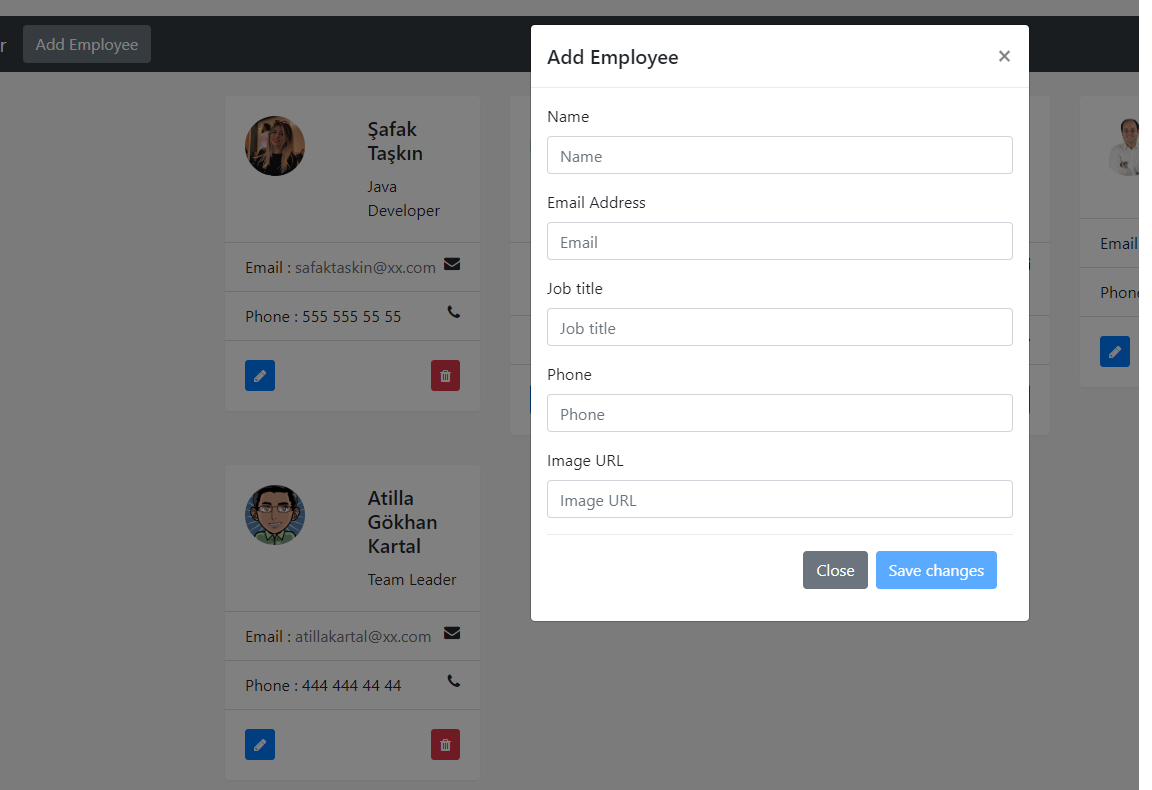 r Add Employee
Şafak
Taşkın
Java
Developer
Email : safaktaskin@xx.com
Phone : 555 555 55 55
Atilla
Gökhan
Kartal
Team Leader
Email : atillakartal@xx.com
Phone : 444 444 44 44
Add Employee
×
Name
Name
Email Address
Email
Job title
Job title
Phone
Phone
Image URL
Image URL
Close Save changes
Email
Phone